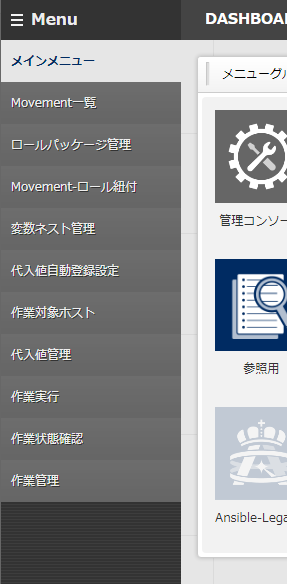 Menu
メインメニュー
Movement一覧
ロールパッケージ管理
Movement-ロール紐付
変数ネスト管理
代入値自動登録設定
作業対象ホスト
代入値管理
作業実行
作業状態確認
作業管理
DASHBOA
メニューグル
管理コンソー
参照用
Ansible-Lega